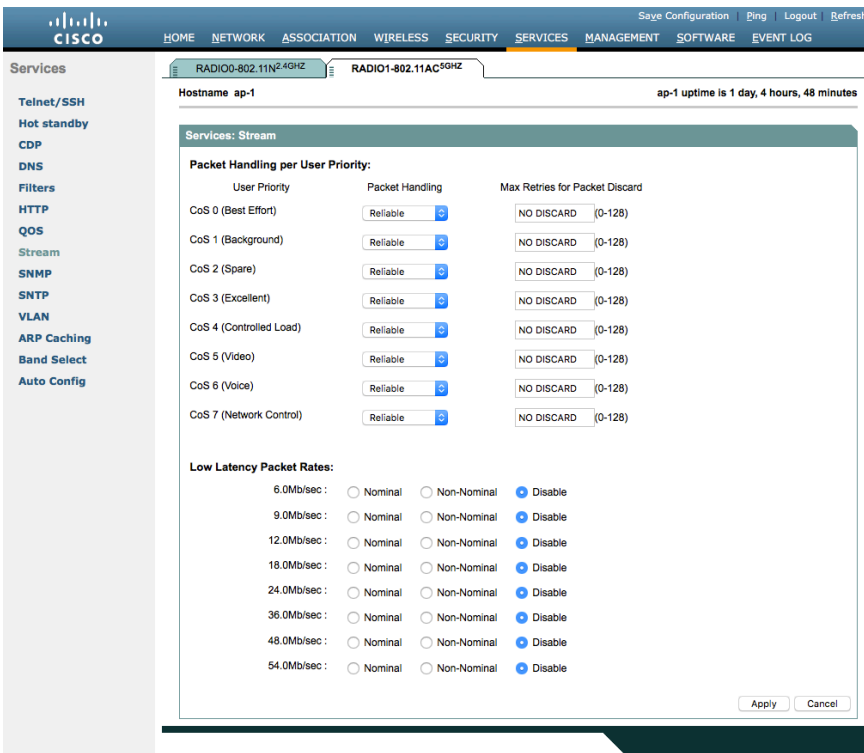 Save Configuration | Ping | Logout | Refresh
CISCO
HOME NETWORK ASSOCIATION WIRELESS SECURITY SERVICES MANAGEMENT SOFTWARE EVENT LOG
Services
Telnet/SSH
Hot standby
CDP
DNS
Filters
HTTP
QOS
Stream
SNMP
SNTP
VLAN
ARP Caching
Band Select
Auto Config
RADIO0-802.11N2.4GHZ RADIO1-802.11AC5GHZ
Hostname ap-1 ap-1 uptime is 1 day, 4 hours, 48 minutes
Services: Stream
Packet Handling per User Priority:
User Priority Packet Handling Max Retries for Packet Discard
CoS 0 (Best Effort) Reliable NO DISCARD (0-128)
CoS 1 (Background) Reliable NO DISCARD (0-128)
CoS 2 (Spare) Reliable NO DISCARD (0-128)
CoS 3 (Excellent) Reliable NO DISCARD (0-128)
CoS 4 (Controlled Load) Reliable NO DISCARD (0-128)
CoS 5 (Video) Reliable NO DISCARD (0-128)
CoS 6 (Voice) Reliable NO DISCARD (0-128)
CoS 7 (Network Control) Reliable NO DISCARD (0-128)
Low Latency Packet Rates:
6.0Mb/sec : Nominal Non-Nominal Disable
9.0Mb/sec : Nominal Non-Nominal Disable
12.0Mb/sec : Nominal Non-Nominal Disable
18.0Mb/sec : Nominal Non-Nominal Disable
24.0Mb/sec : Nominal Non-Nominal Disable
36.0Mb/sec : Nominal Non-Nominal Disable
48.0Mb/sec : Nominal Non-Nominal Disable
54.0Mb/sec : Nominal Non-Nominal Disable
Apply Cancel